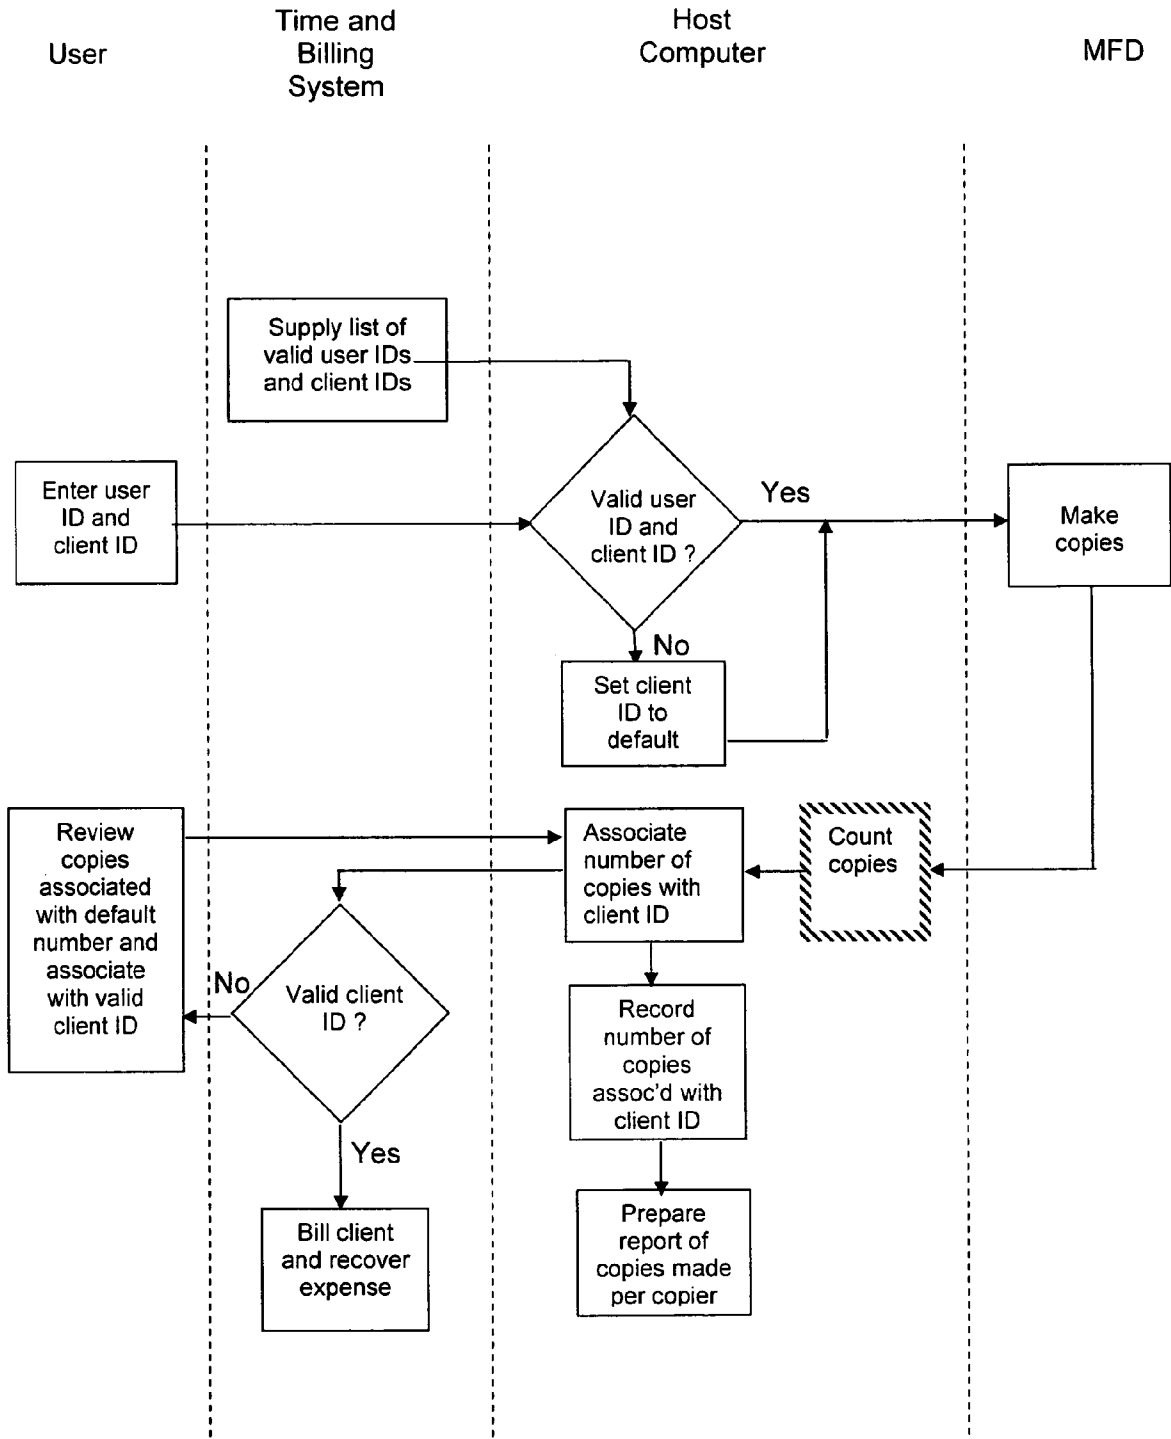 User
Time and
Billing
System
Host
Computer
MFD
Supply list of
valid user IDs
and client IDs
Enter user
ID and
client ID
Valid user
ID and
client ID ?
Yes
Make
copies
No
Set client
ID to
default
Review
copies
associated
with default
number and
associate
with valid
client ID
Associate
number of
copies with
client ID
Count
copies
No
Valid client
ID ?
Record
number of
copies
assoc'd with
client ID
Yes
Bill client
and recover
expense
Prepare
report of
copies made
per copier